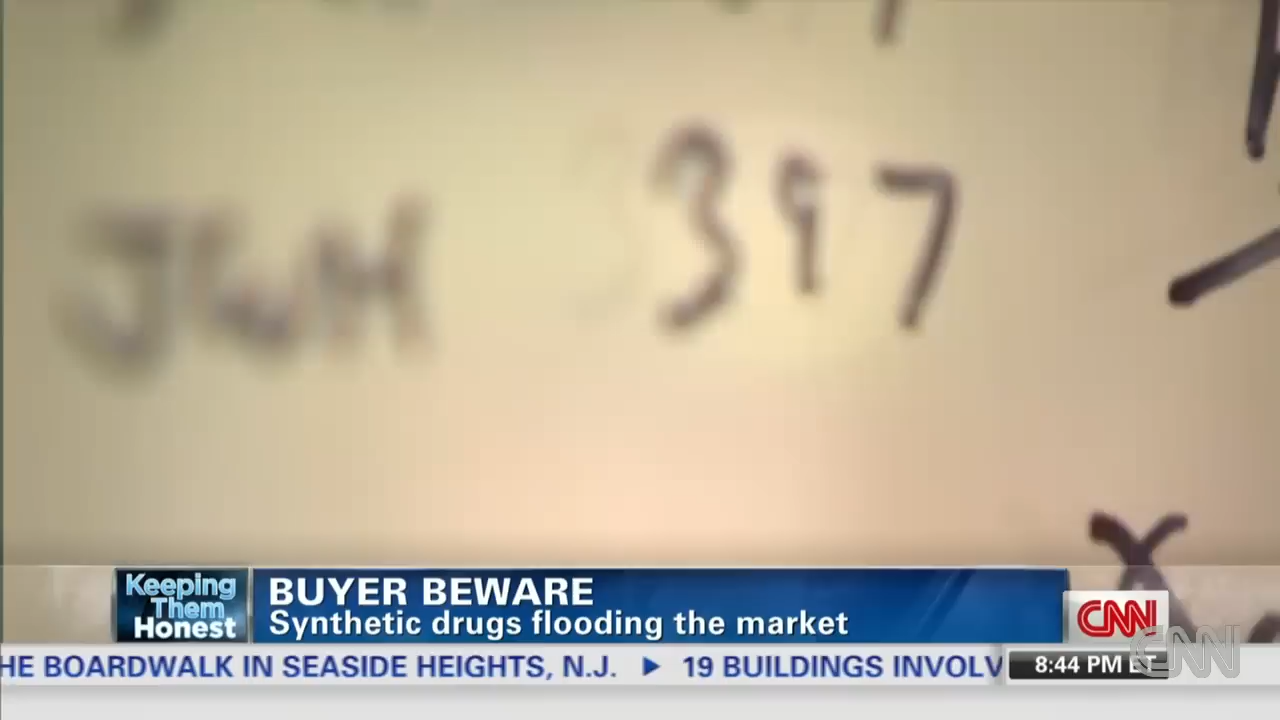 JWH 397
X
Keeping
Them
Honest
BUYER BEWARE
Synthetic drugs flooding the market
CNN
CNN
HE BOARDWALK IN SEASIDE HEIGHTS, N.J. ▶ 19 BUILDINGS INVOLV
8:44 PM ET